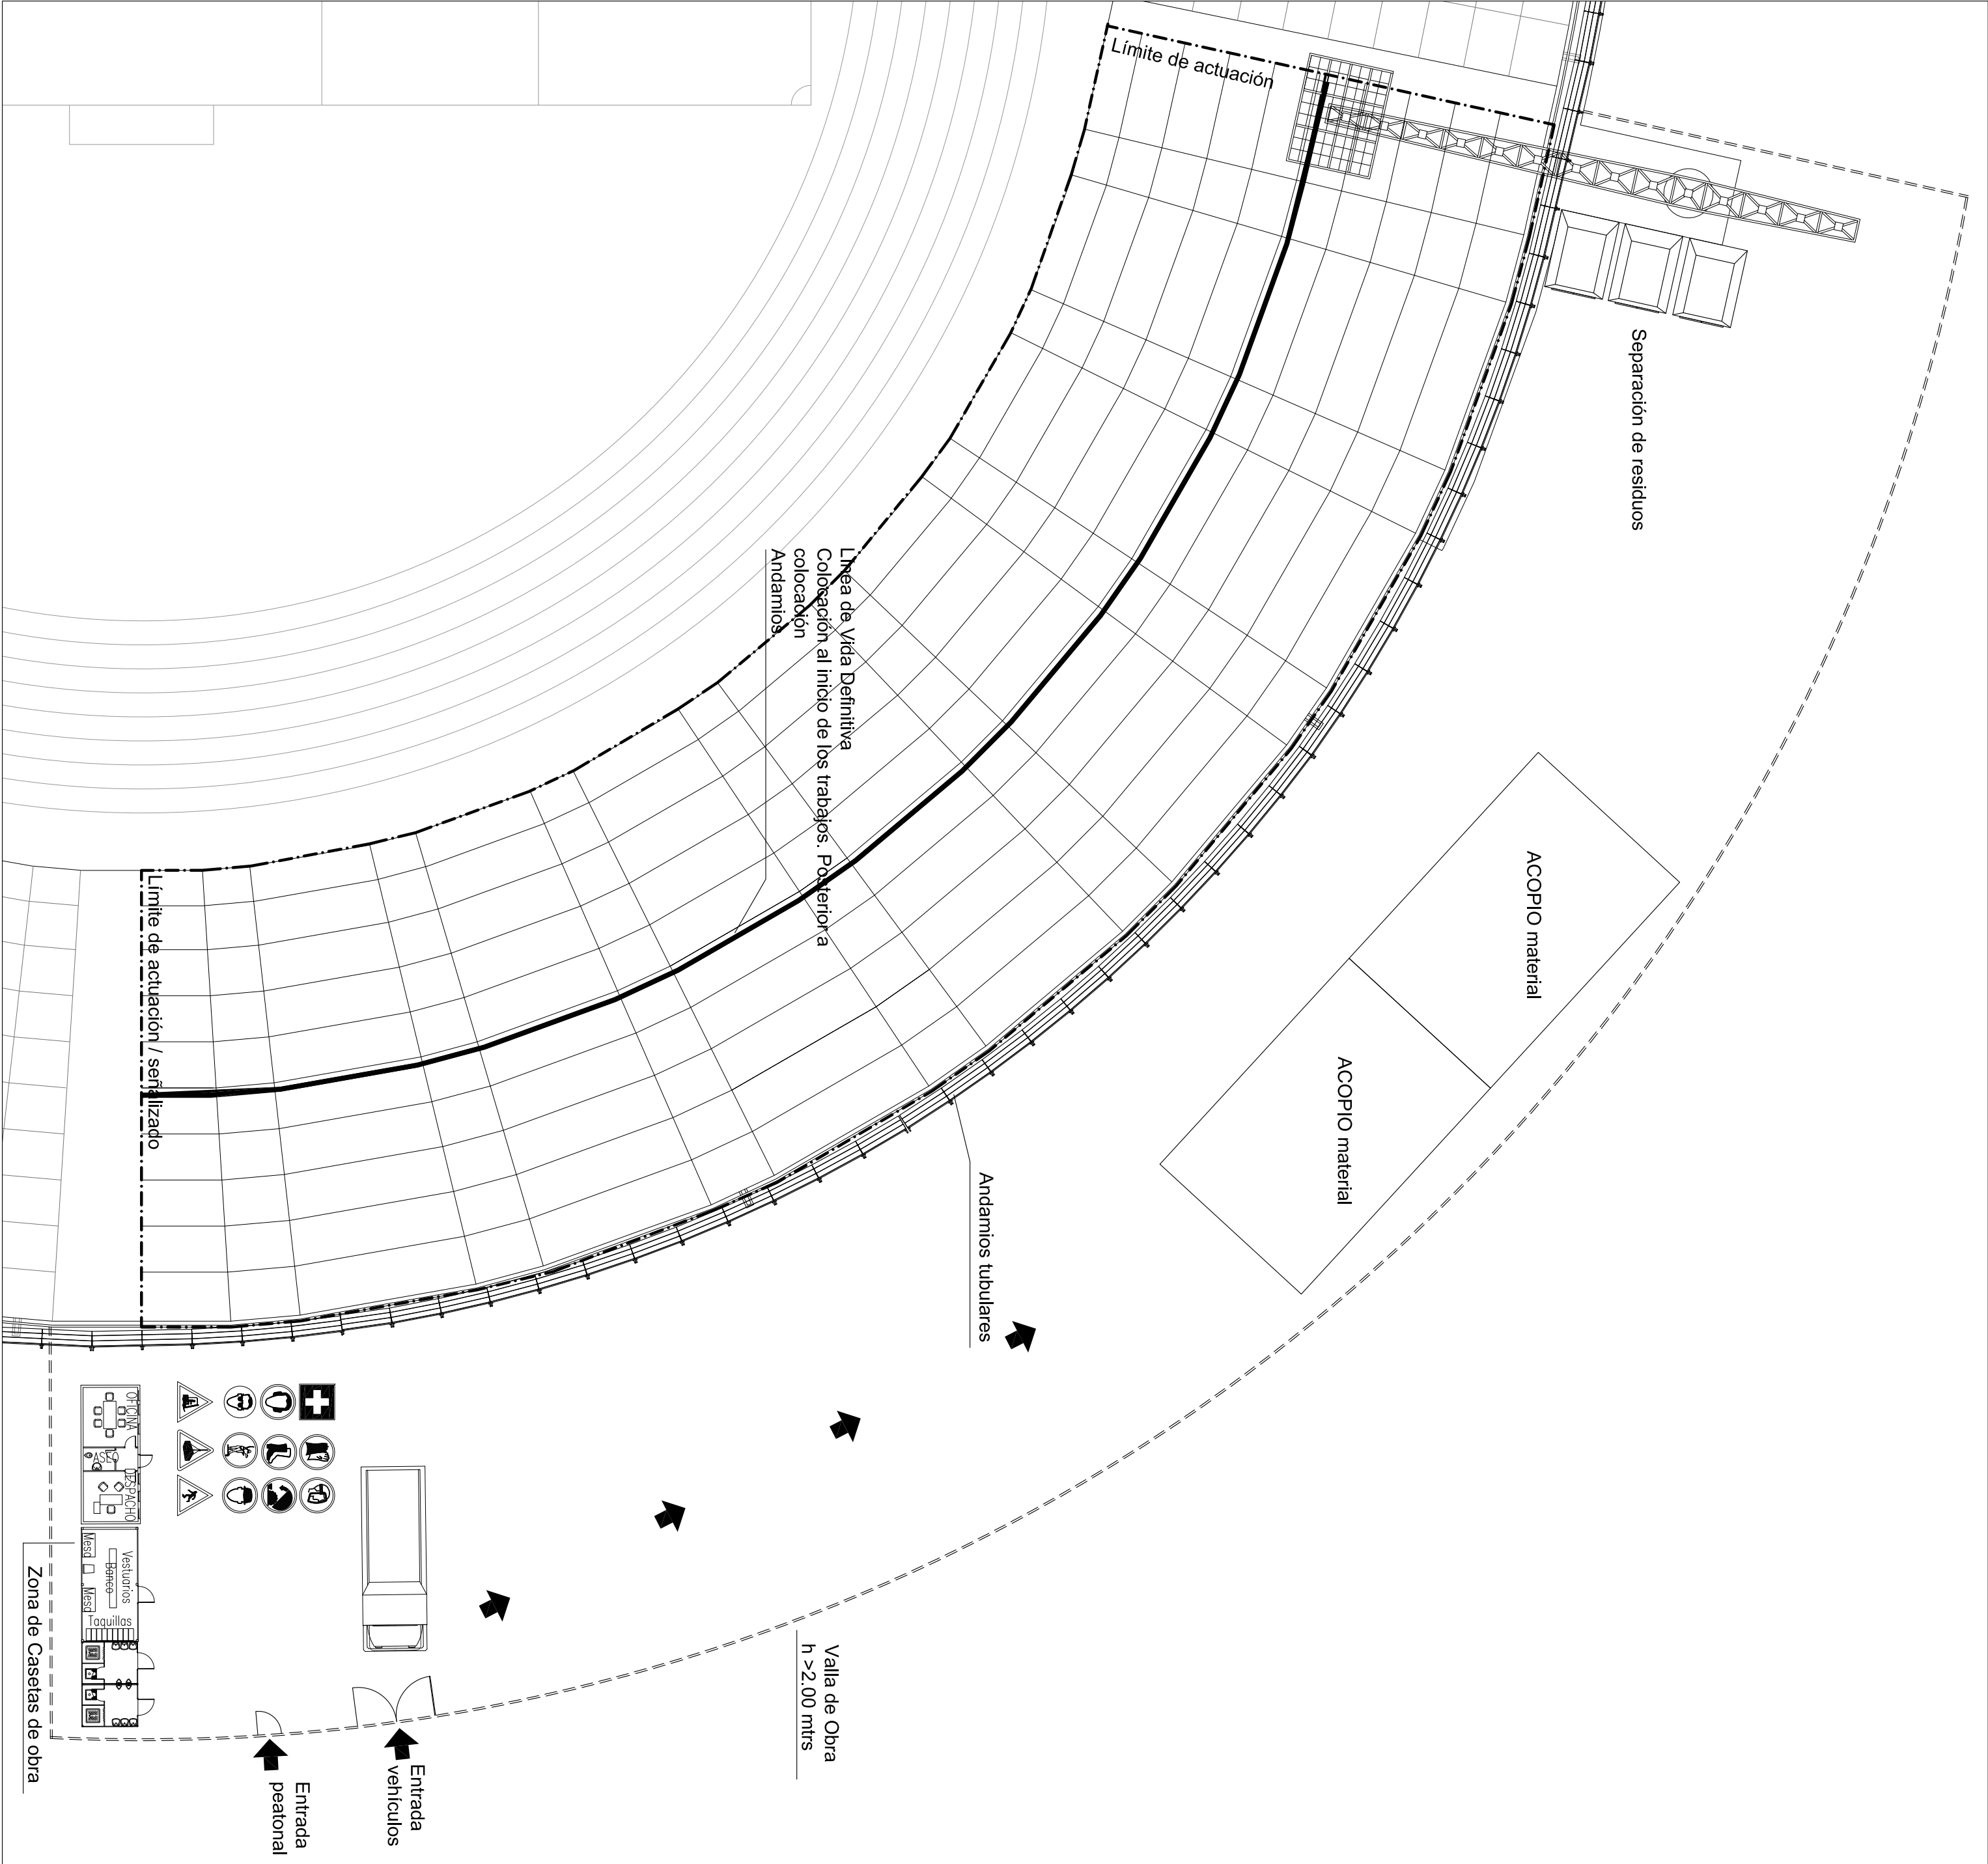 Límite de actuación
Separación de residuos
Línea de Vida Definitiva
Colocación al inicio de los trabajos. Posterior a
colocación
Andamios
ACOPIO material
ACOPIO material
Límite de actuación / señalizado
Andamios tubulares
OFICINA
ASEO
DESPACHO
Vestuarios
Banco
Mesa
Mesa
Taquillas
Zona de Casetas de obra
Valla de Obra
h >2.00 mtrs
Entrada
vehículos
Entrada
peatonal